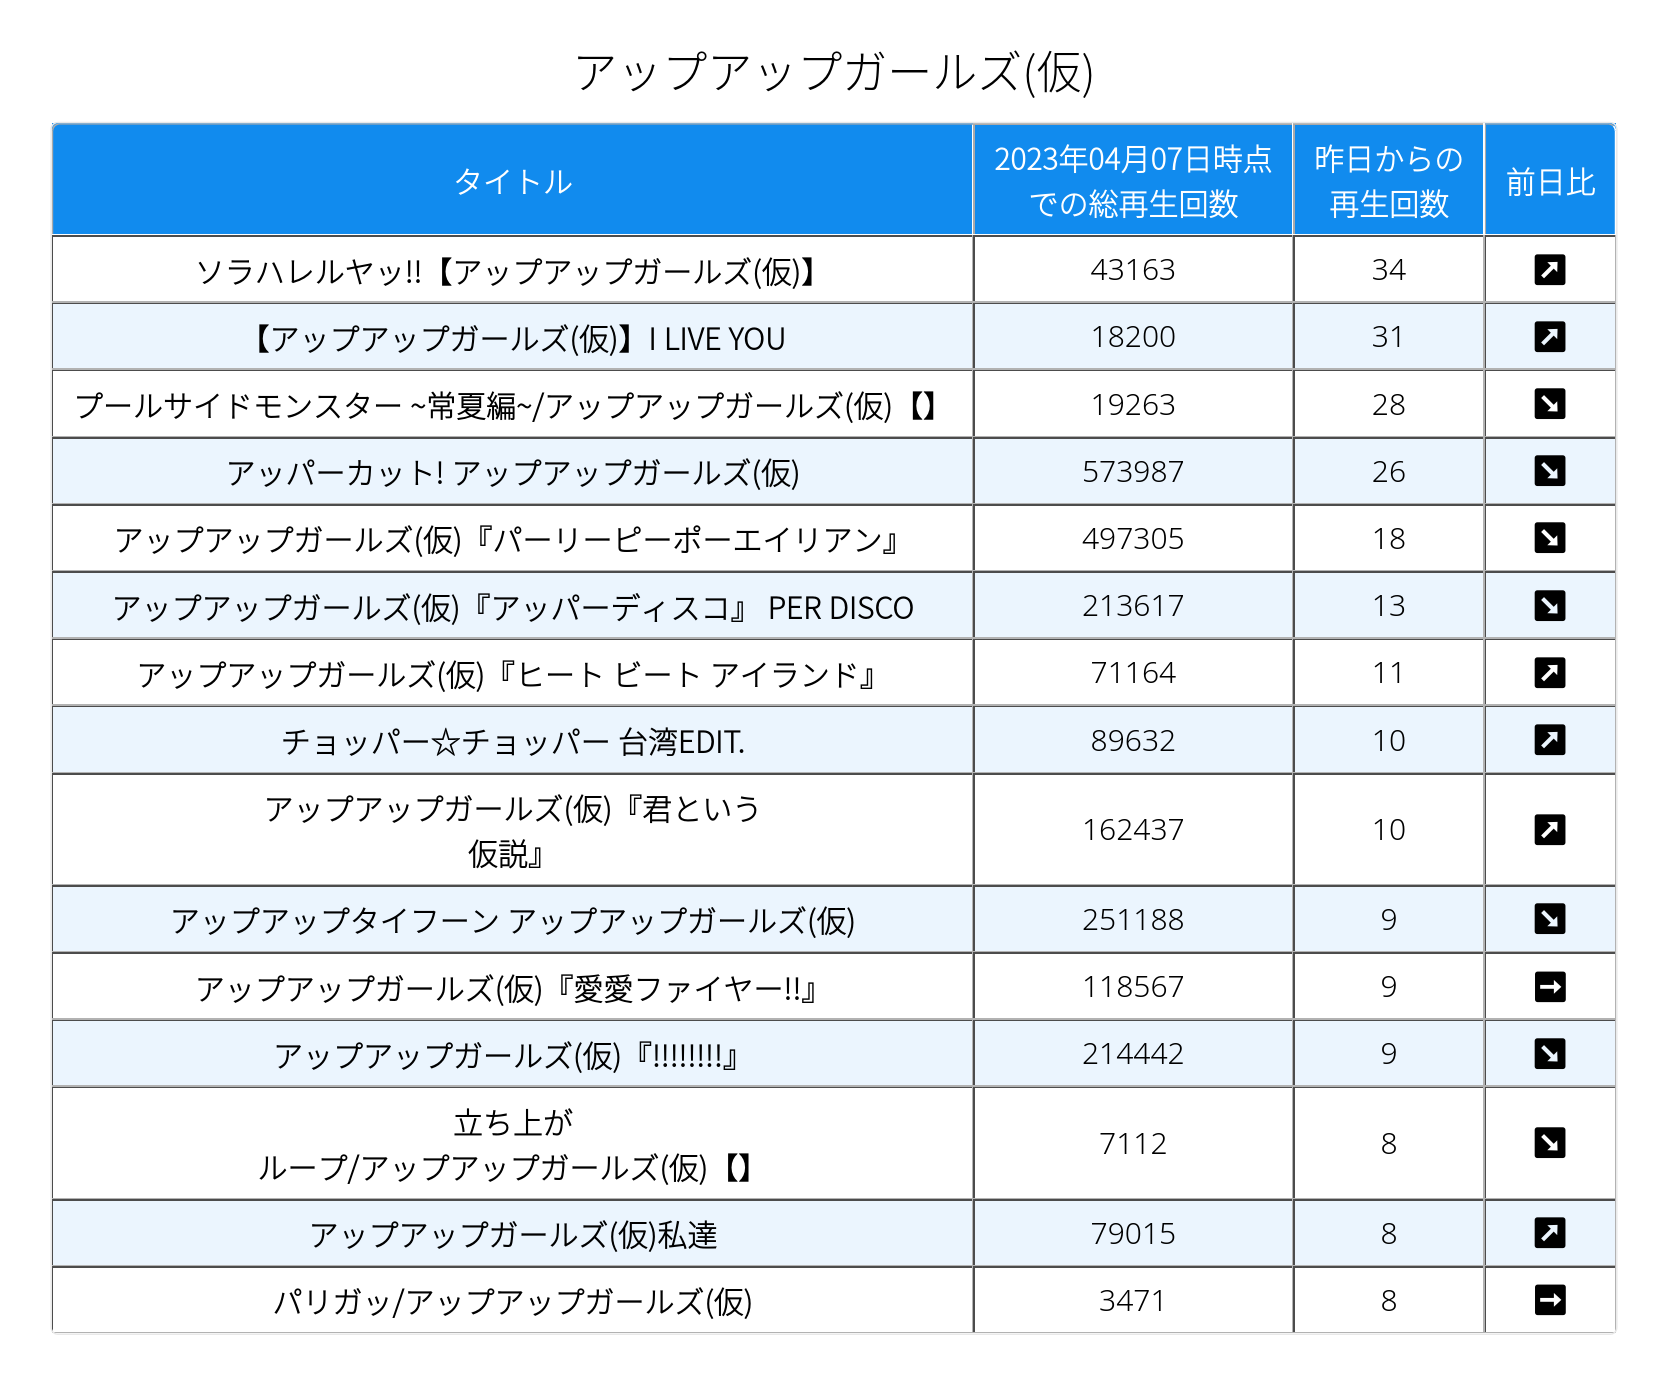 アップアップガールズ(仮)
タイトル
2023年04月07日時点
での総再生回数
昨日からの
再生回数
前日比
ソラハレルヤッ!!【アップアップガールズ(仮)】 43163 34 ↗
【アップアップガールズ(仮)】I LIVE YOU 18200 31 ↗
プールサイドモンスター ~常夏編~/アップアップガールズ(仮)【】 19263 28 ↘
アッパーカット! アップアップガールズ(仮) 573987 26 ↘
アップアップガールズ(仮)『パーリーピーポーエイリアン』 497305 18 ↘
アップアップガールズ(仮)『アッパーディスコ』 PER DISCO 213617 13 ↘
アップアップガールズ(仮)『ヒート ビート アイランド』 71164 11 ↗
チョッパー☆チョッパー 台湾EDIT. 89632 10 ↗
アップアップガールズ(仮)『君という
仮説』 162437 10 ↗
アップアップタイフーン アップアップガールズ(仮) 251188 9 ↘
アップアップガールズ(仮)『愛愛ファイヤー!!』 118567 9 →
アップアップガールズ(仮)『!!!!!!!!』 214442 9 ↘
立ち上が
ループ/アップアップガールズ(仮)【】 7112 8 ↘
アップアップガールズ(仮)私達 79015 8 ↗
パリガッ/アップアップガールズ(仮) 3471 8 →